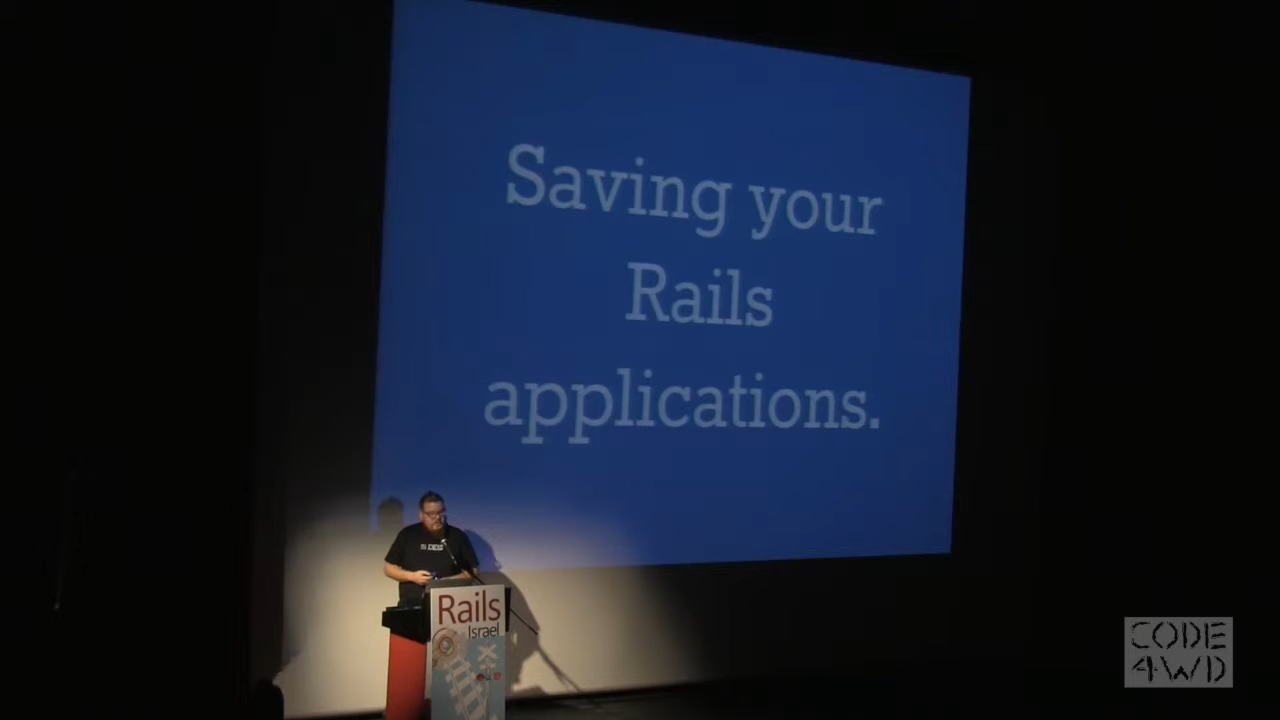 Saving your
Rails
applications.
Rails
Israel
CODE
4WD